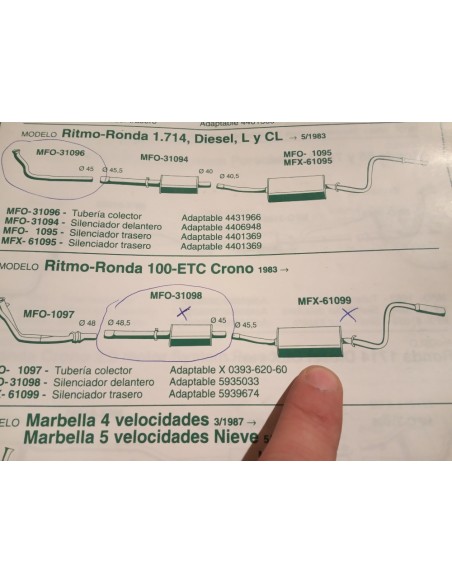 Adaptable 4401369
MODELO Ritmo-Ronda 1.714, Diesel, L y CL → 5/1983
MFO-31096
MFO-31094
MFO- 1095
MFX-61095
Ø 45
Ø 45,5
Ø 40
Ø 40,5
MFO-31096 - Tubería colector Adaptable 4431966
MFO-31094 - Silenciador delantero Adaptable 4406948
MFO- 1095 - Silenciador trasero Adaptable 4401369
MFX- 61095 - Silenciador trasero Adaptable 4401369
MODELO Ritmo-Ronda 100-ETC Crono 1983 →
MFO-31098
MFX-61099
MFO-1097
Ø 48
Ø 48,5
Ø 45
Ø 45,5
O- 1097 - Tubería colector Adaptable X 0393-620-60
O-31098 - Silenciador delantero Adaptable 5935033
X- 61099 - Silenciador trasero Adaptable 5939674
ELO Marbella 4 velocidades 3/1987 →
Marbella 5 velocidades Nieve